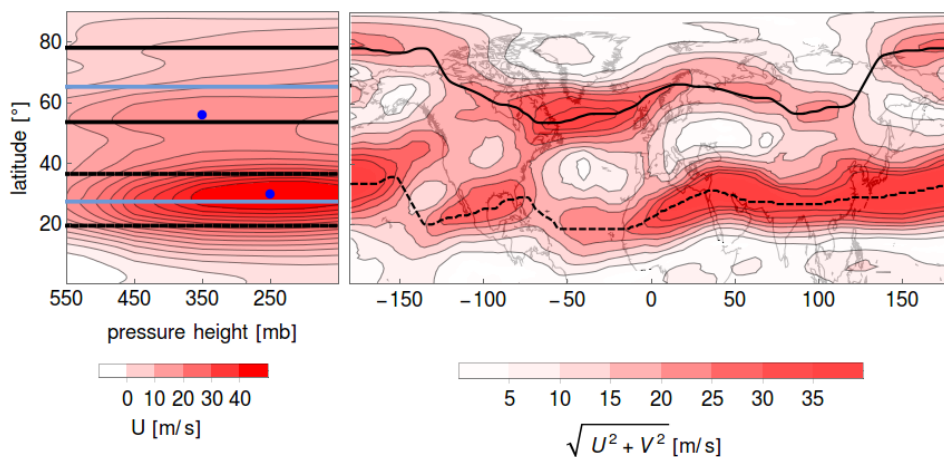 latitude [°]
80
60
40
20
550 450 350 250
−150 −100 −50 0 50 100 150
pressure height [mb]
0 10 20 30 40
U [m/s]
5 10 15 20 25 30 35
√U² + V² [m/s]